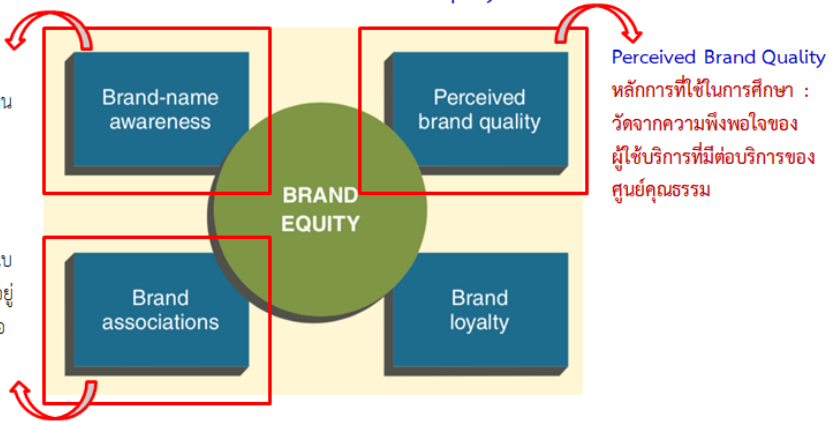 Brand-name
awareness
Perceived
brand quality
BRAND
EQUITY
Brand
associations
Brand
loyalty
Perceived Brand Quality
หลักการที่ใช้ในการศึกษา :
วัดจากความพึงพอใจของ
ผู้ใช้บริการที่มีต่อบริการของ
ศูนย์คุณธรรม